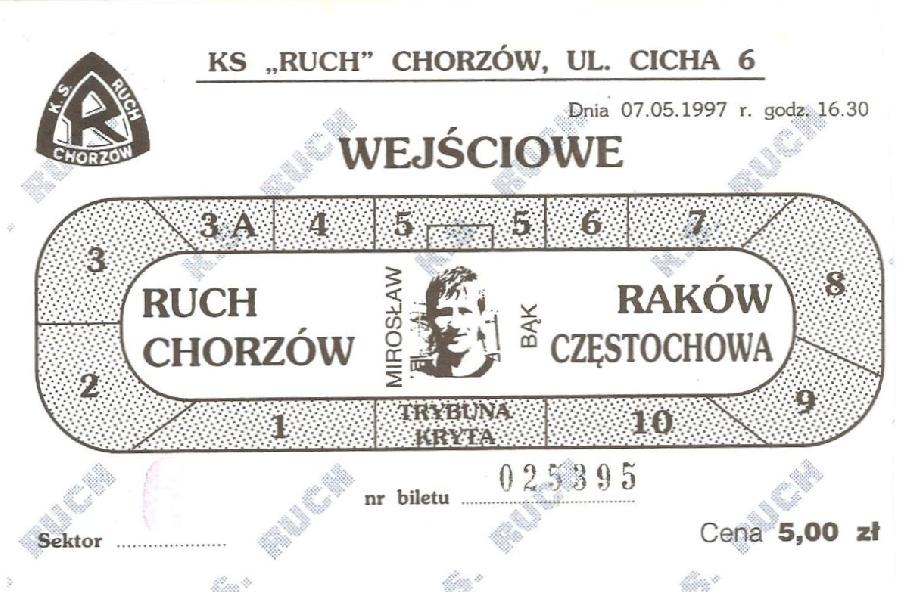 KS „RUCH” CHORZÓW, UL. CICHA 6
K.S. RUCH
CHORZÓW
R
Dnia 07.05.1997 r. godz. 16.30
WEJŚCIOWE
3 A 4 5 5 6 7
3
8
RUCH
CHORZÓW
MIROSŁAW
BĄK
RAKÓW
CZĘSTOCHOWA
2
9
1
TRYBUNA
KRYTA
10
nr biletu 025395
Sektor
Cena 5,00 zł